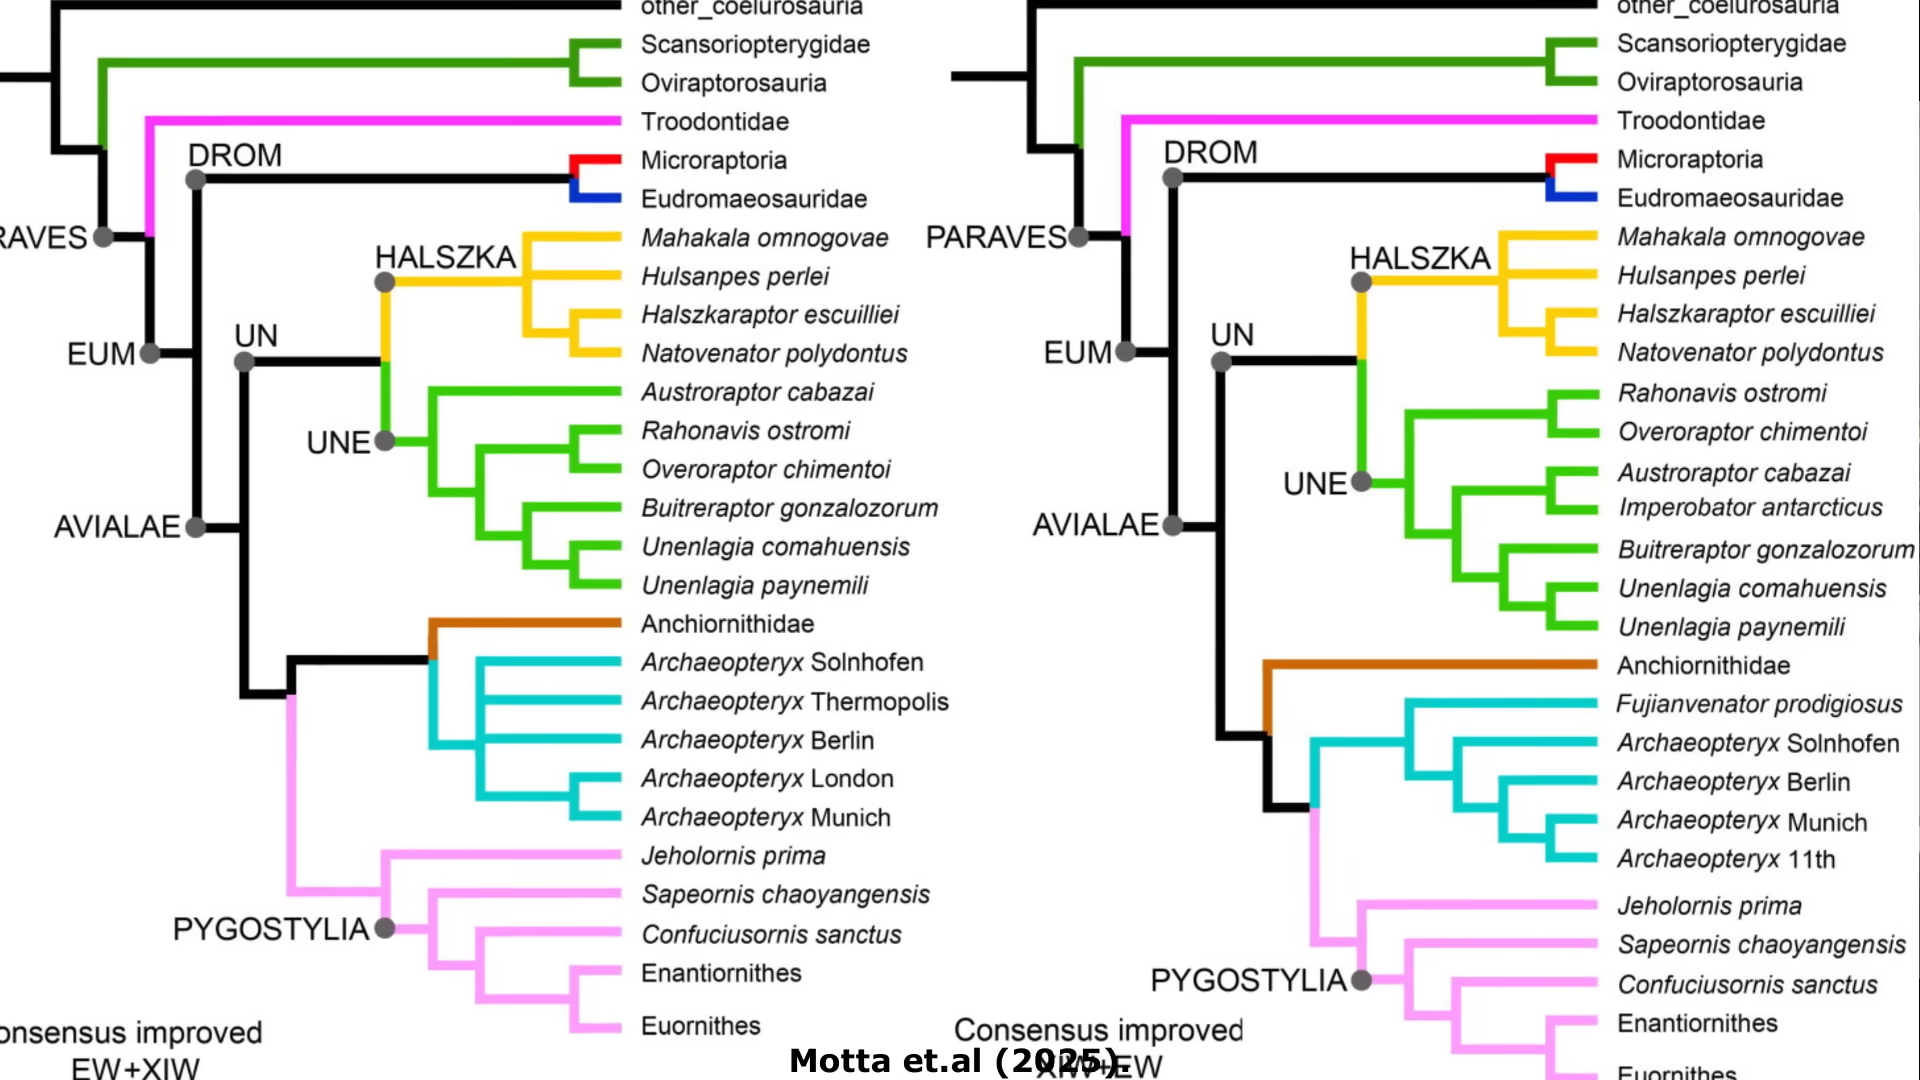 other_coelurosauria
Scansoriopterygidae
Oviraptorosauria
Troodontidae
DROM
Microraptoria
Eudromaeosauridae
RAVES
Mahakala omnogovae
HALSZKA
Hulsanpes perlei
Halszkaraptor escuilliei
UN
EUM
Natovenator polydontus
Austroraptor cabazai
Rahonavis ostromi
UNE
Overoraptor chimentoi
Buitreraptor gonzalozorum
AVIALAE
Unenlagia comahuensis
Unenlagia paynemili
Anchiornithidae
Archaeopteryx Solnhofen
Archaeopteryx Thermopolis
Archaeopteryx Berlin
Archaeopteryx London
Archaeopteryx Munich
Jeholornis prima
Sapeornis chaoyangensis
PYGOSTYLIA
Confuciusornis sanctus
Enantiornithes
Euornithes
onsensus improved
EW+XIW
other_coelurosauria
Scansoriopterygidae
Oviraptorosauria
Troodontidae
DROM
Microraptoria
Eudromaeosauridae
PARAVES
Mahakala omnogovae
HALSZKA
Hulsanpes perlei
Halszkaraptor escuilliei
UN
EUM
Natovenator polydontus
Rahonavis ostromi
Overoraptor chimentoi
Austroraptor cabazai
UNE
Imperobator antarcticus
AVIALAE
Buitreraptor gonzalozorum
Unenlagia comahuensis
Unenlagia paynemili
Anchiornithidae
Fujianvenator prodigiosus
Archaeopteryx Solnhofen
Archaeopteryx Berlin
Archaeopteryx Munich
Archaeopteryx 11th
Jeholornis prima
Sapeornis chaoyangensis
PYGOSTYLIA
Confuciusornis sanctus
Enantiornithes
Euornithes
Consensus improved
XIW+EW
Motta et.al (2025).